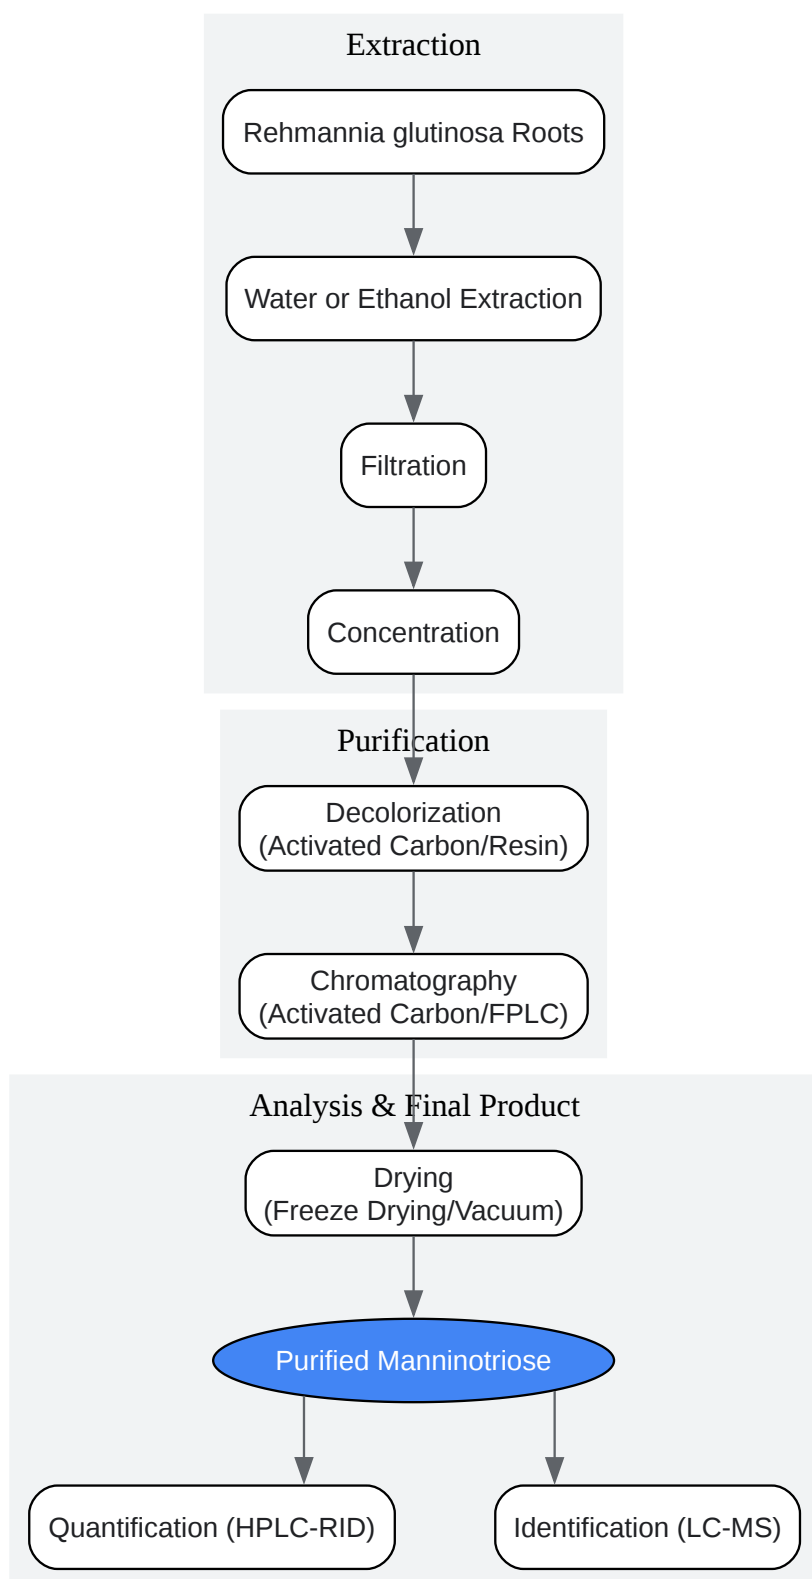 Extraction
Rehmannia glutinosa Roots
Water or Ethanol Extraction
Filtration
Concentration
Purification
Decolorization
(Activated Carbon/Resin)
Chromatography
(Activated Carbon/FPLC)
Analysis & Final Product
Drying
(Freeze Drying/Vacuum)
Purified Manninotriose
Quantification (HPLC-RID)
Identification (LC-MS)